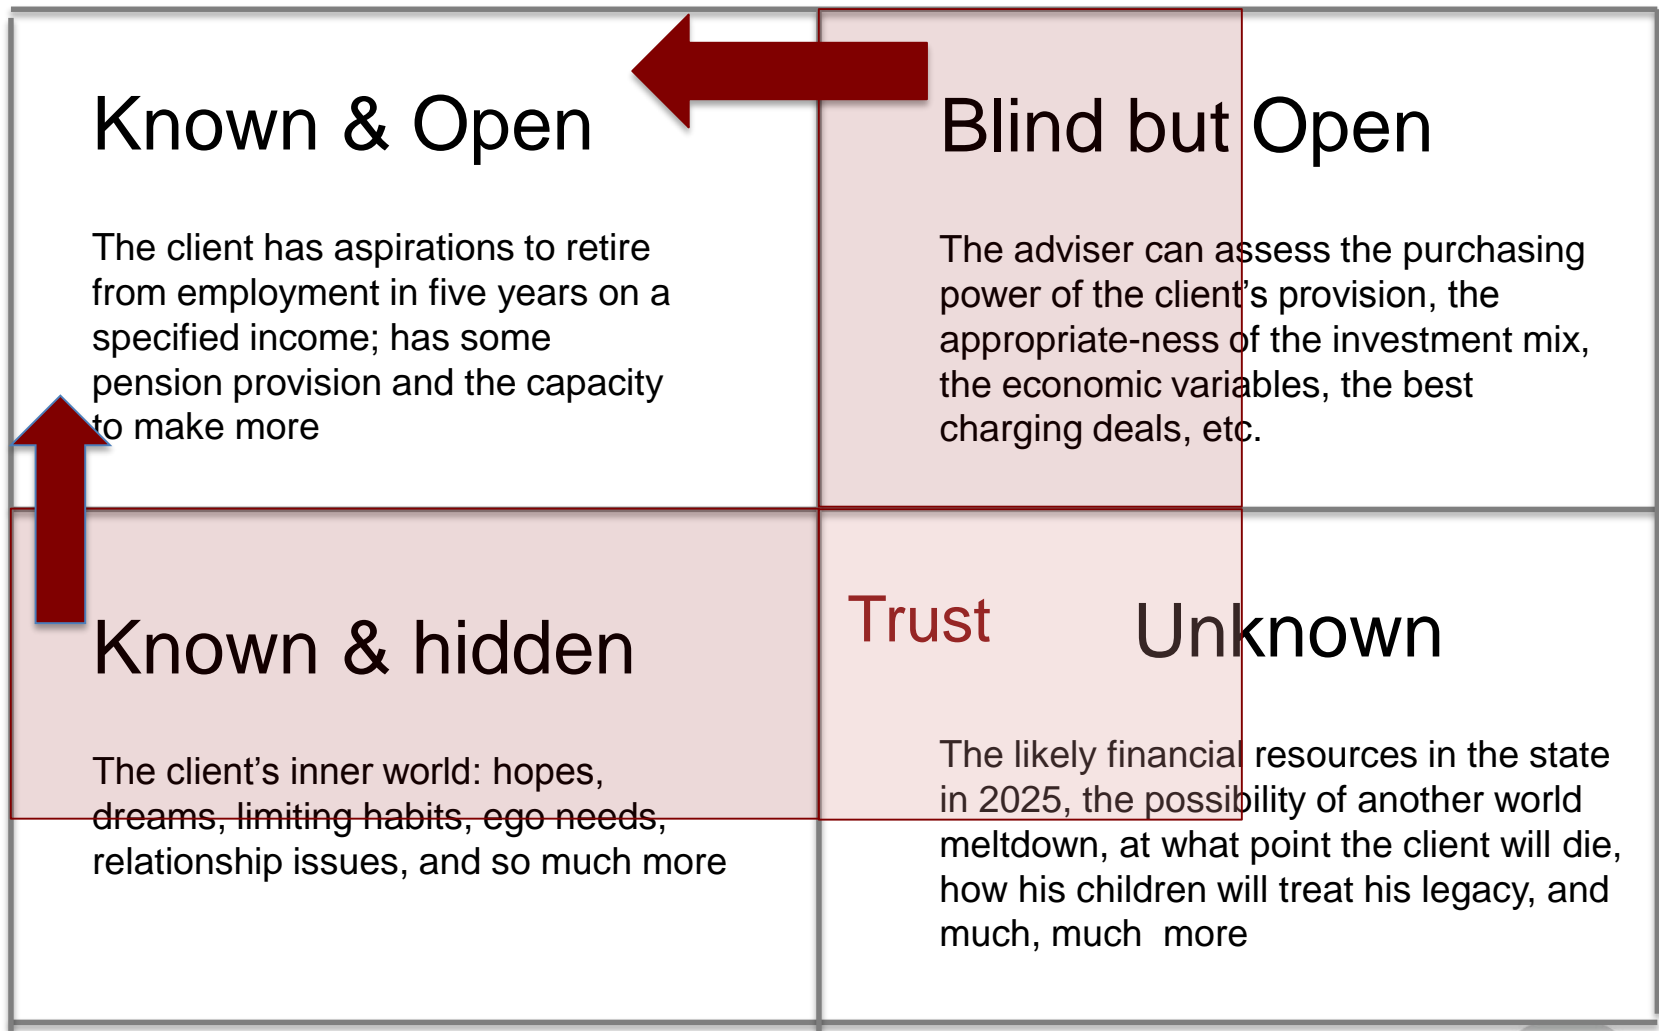 Known & Open
The client has aspirations to retire
from employment in five years on a
specified income; has some
pension provision and the capacity
to make more
Blind but Open
The adviser can assess the purchasing
power of the client’s provision, the
appropriate-ness of the investment mix,
the economic variables, the best
charging deals, etc.
Known & hidden
The client’s inner world: hopes,
dreams, limiting habits, ego needs,
relationship issues, and so much more
Trust
Unknown
The likely financial resources in the state
in 2025, the possibility of another world
meltdown, at what point the client will die,
how his children will treat his legacy, and
much, much  more